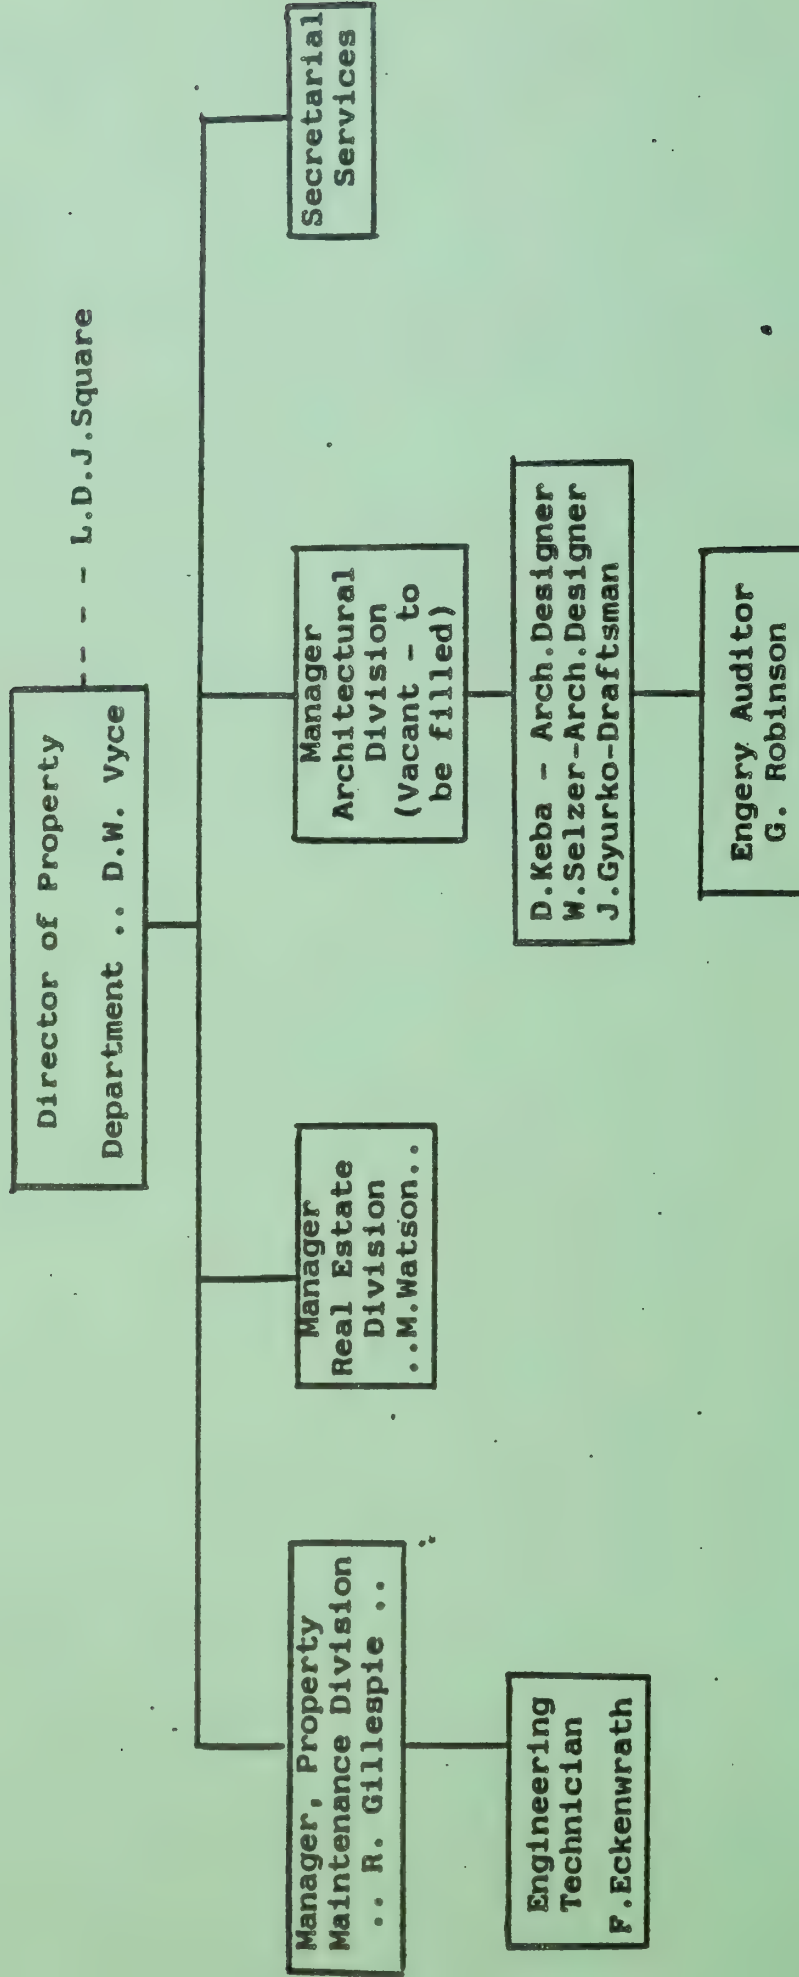 Director of Property
Department .. D.W. Vyce
- - - - L.D.J.Square
Manager, Property
Maintenance Division
.. R. Gillespie ..
Manager
Real Estate
Division
..M.Watson..
Manager
Architectural
Division
(Vacant - to
be filled)
Secretarial
Services
Engineering
Technician
F.Eckenwrath
D.Keba - Arch.Designer
W.Selzer-Arch.Designer
J.Gyurko-Draftsman
Engery Auditor
G. Robinson